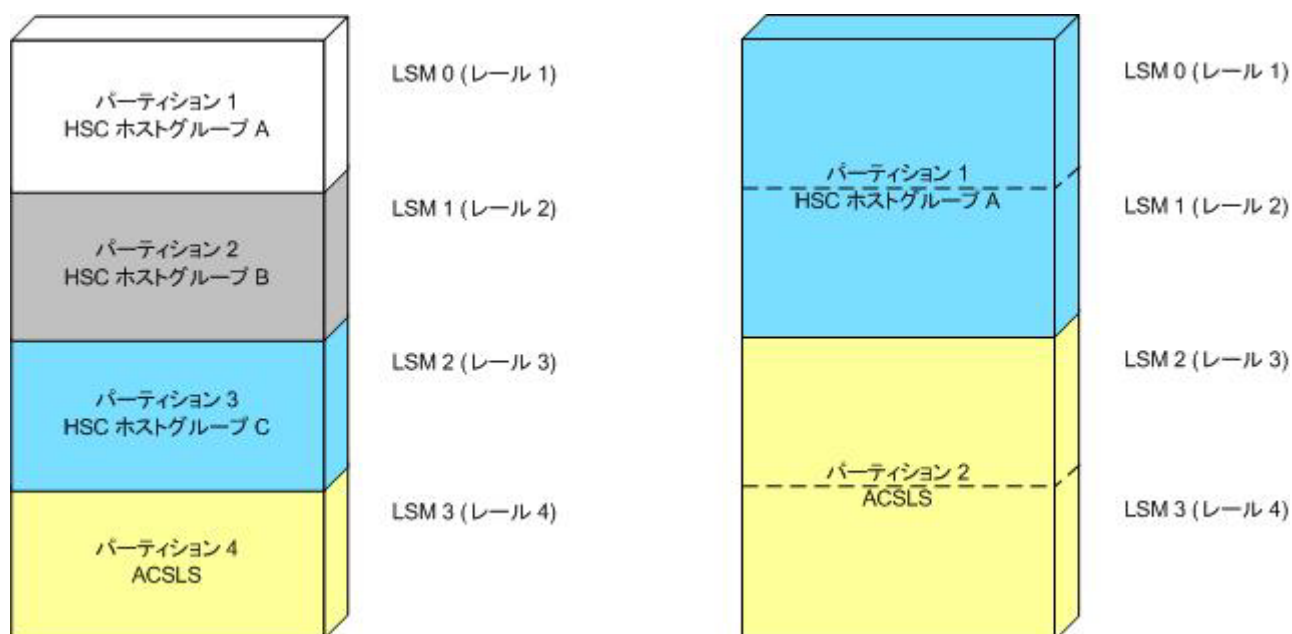 パーティション 1
HSC ホストグループ A
LSM 0 (レール 1)
パーティション 2
HSC ホストグループ B
LSM 1 (レール 2)
パーティション 3
HSC ホストグループ C
LSM 2 (レール 3)
パーティション 4
ACSLS
LSM 3 (レール 4)
パーティション 1
HSC ホストグループ A
LSM 0 (レール 1)
LSM 1 (レール 2)
パーティション 2
ACSLS
LSM 2 (レール 3)
LSM 3 (レール 4)